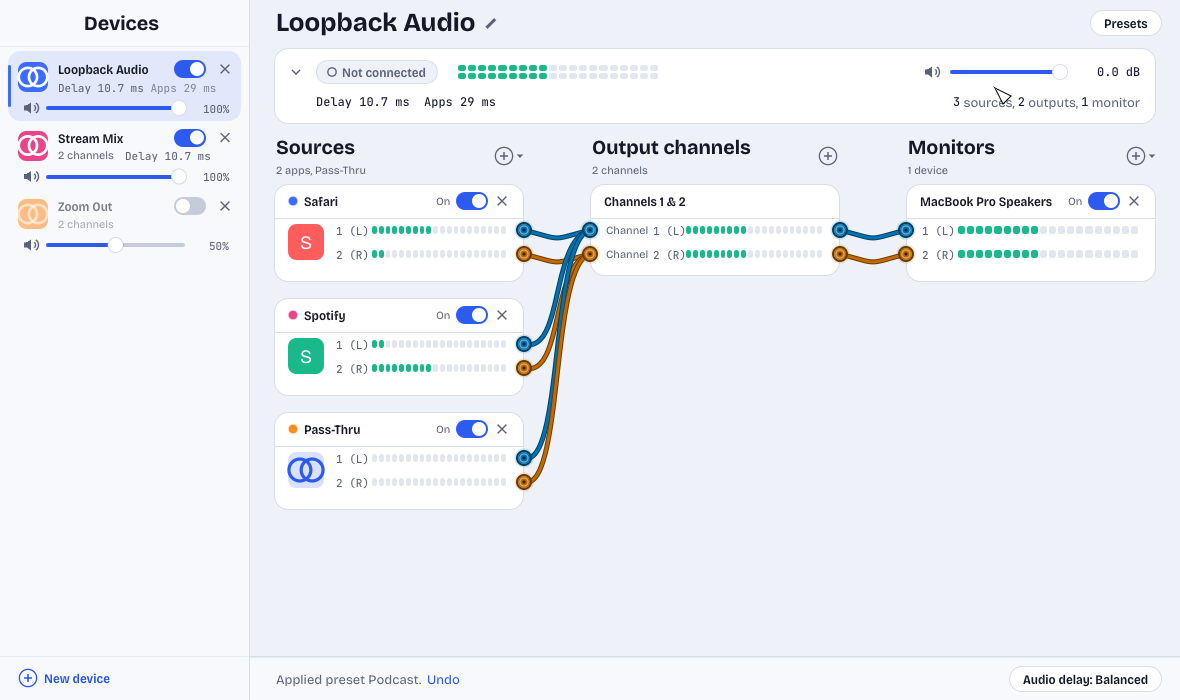 Devices
Loopback Audio
Delay 10.7 ms Apps 29 ms
100%
Stream Mix
2 channels Delay 10.7 ms
100%
Zoom Out
2 channels
50%
New device
Loopback Audio
Presets
Not connected
0.0 dB
Delay 10.7 ms Apps 29 ms
3 sources, 2 outputs, 1 monitor
Sources
2 apps, Pass-Thru
Safari On
S
1 (L)
2 (R)
Spotify On
S
1 (L)
2 (R)
Pass-Thru On
1 (L)
2 (R)
Output channels
2 channels
Channels 1 & 2
Channel 1 (L)
Channel 2 (R)
Monitors
1 device
MacBook Pro Speakers On
1 (L)
2 (R)
Applied preset Podcast. Undo
Audio delay: Balanced